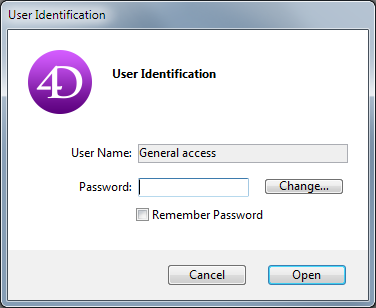 User Identification
4D
User Identification
User Name: General access
Password: Change...
Remember Password
Cancel Open